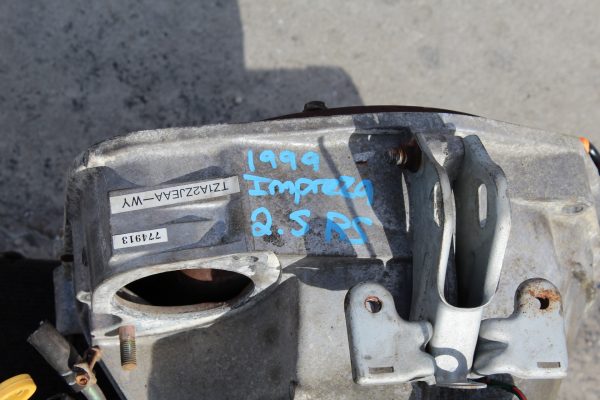 1999
Impreza
2.5 RS
TZ1A2ZJEAA-WY
774913